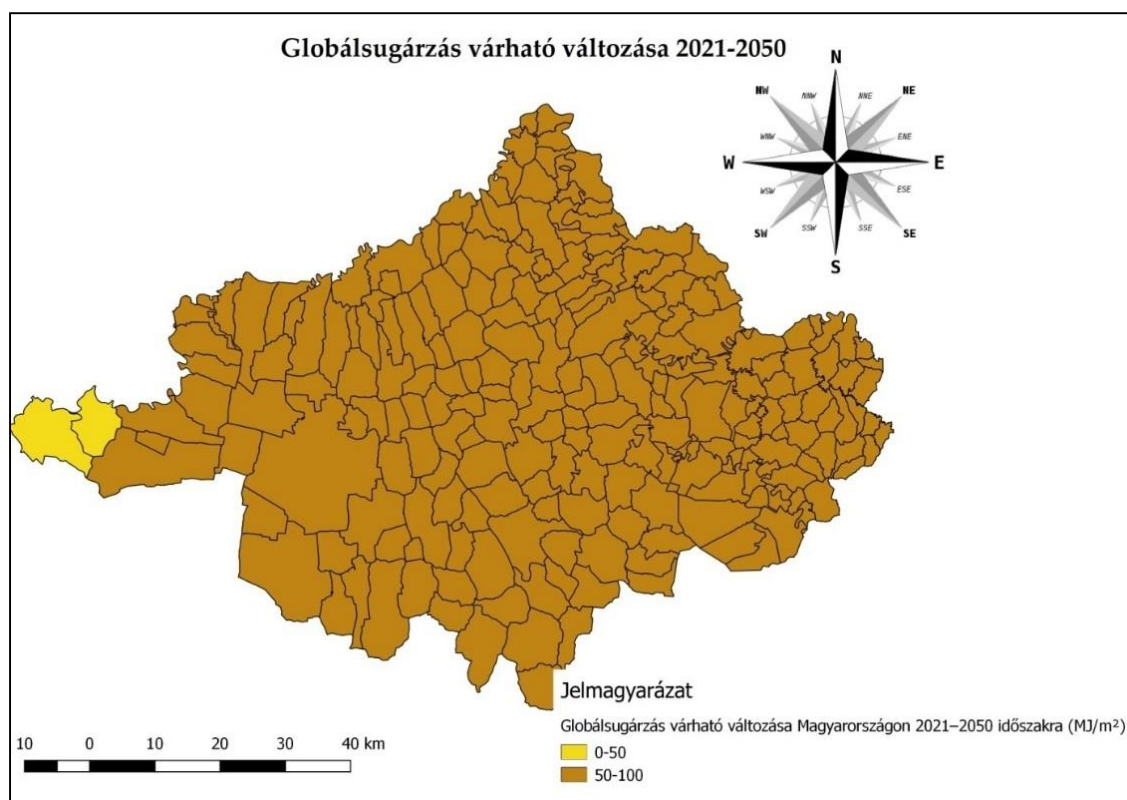 Globálsugárzás várható változása 2021-2050
N
NNW
NNE
NW
NE
WNW
ENE
W
E
WSW
ESE
SW
SSW
SSE
SE
S
Jelmagyarázat
Globálsugárzás várható változása Magyarországon 2021–2050 időszakra (MJ/m²)
0-50
50-100
10 0 10 20 30 40 km